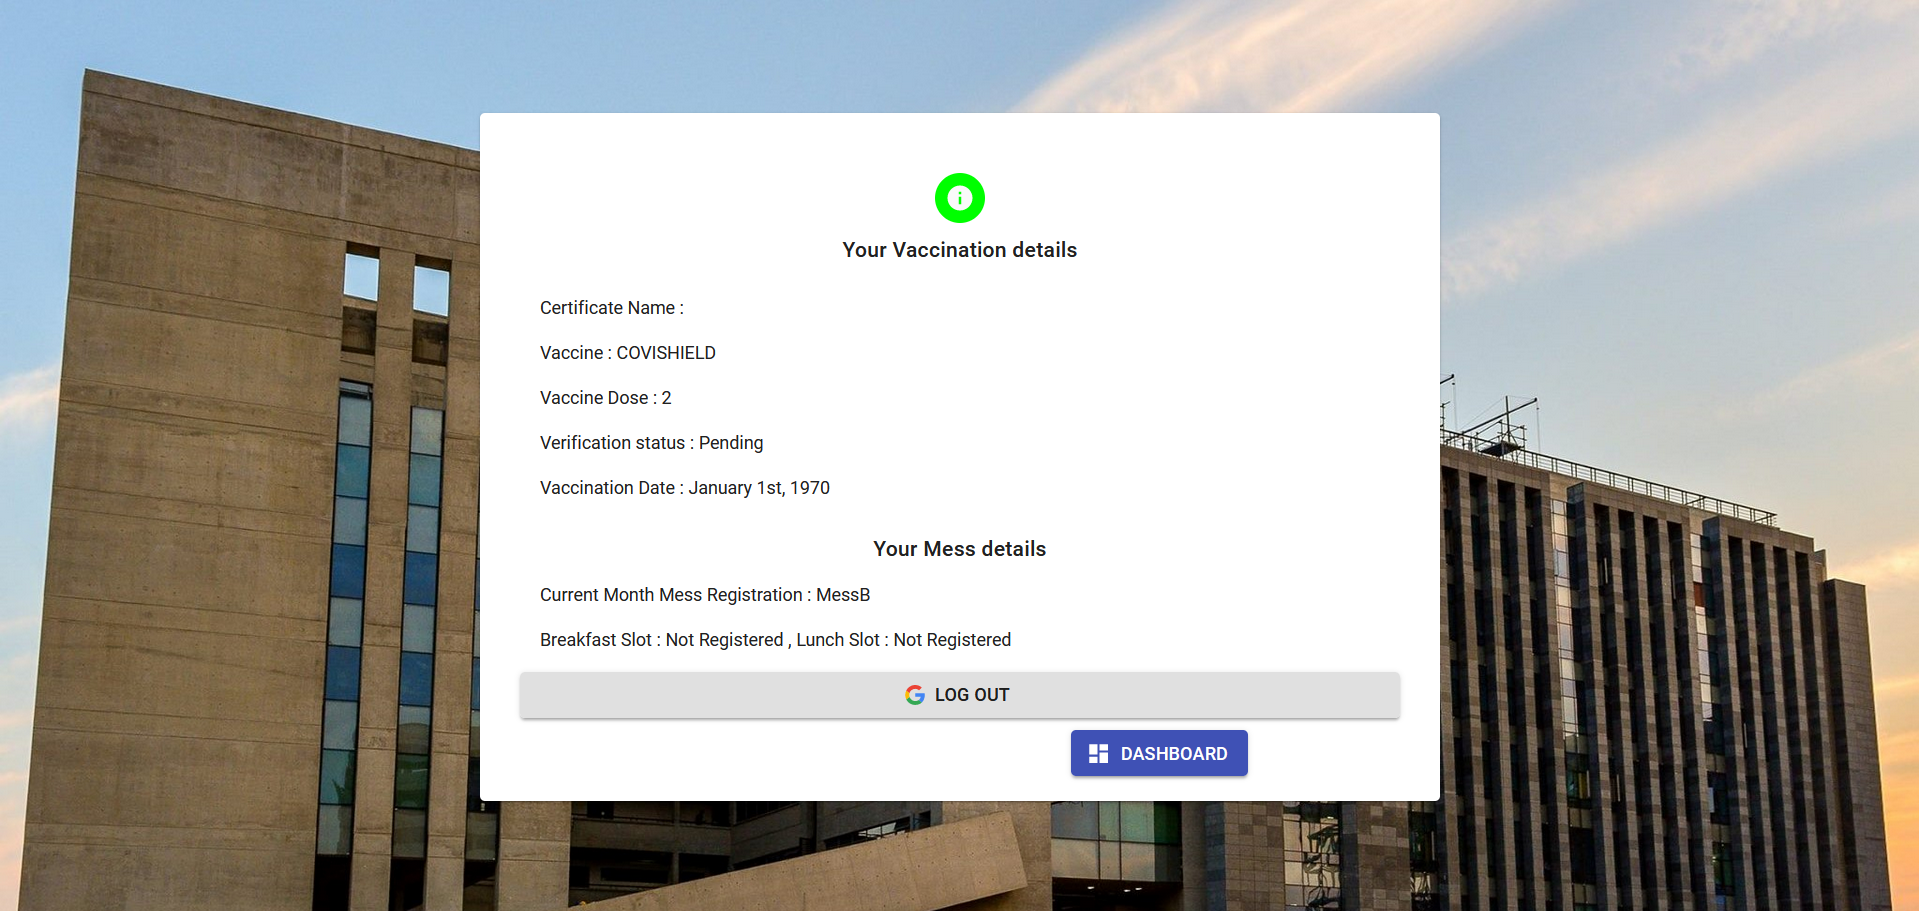 Your Vaccination details
Certificate Name :
Vaccine : COVISHIELD
Vaccine Dose : 2
Verification status : Pending
Vaccination Date : January 1st, 1970
Your Mess details
Current Month Mess Registration : MessB
Breakfast Slot : Not Registered , Lunch Slot : Not Registered
LOG OUT
DASHBOARD